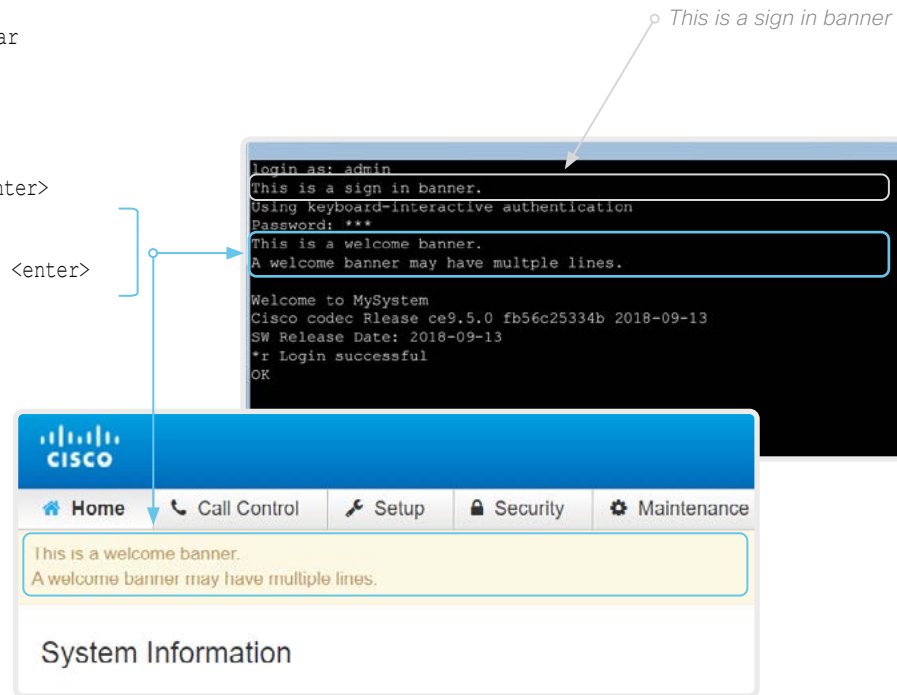 This is a sign in banner
ar
nter>
<enter>
login as: admin
This is a sign in banner.
Using keyboard-interactive authentication
Password: ***
This is a welcome banner.
A welcome banner may have multple lines.
Welcome to MySystem
Cisco codec Rlease ce9.5.0 fb56c25334b 2018-09-13
SW Release Date: 2018-09-13
*r Login successful
OK
CISCO
Home Call Control Setup Security Maintenance
This is a welcome banner.
A welcome banner may have multiple lines.
System Information